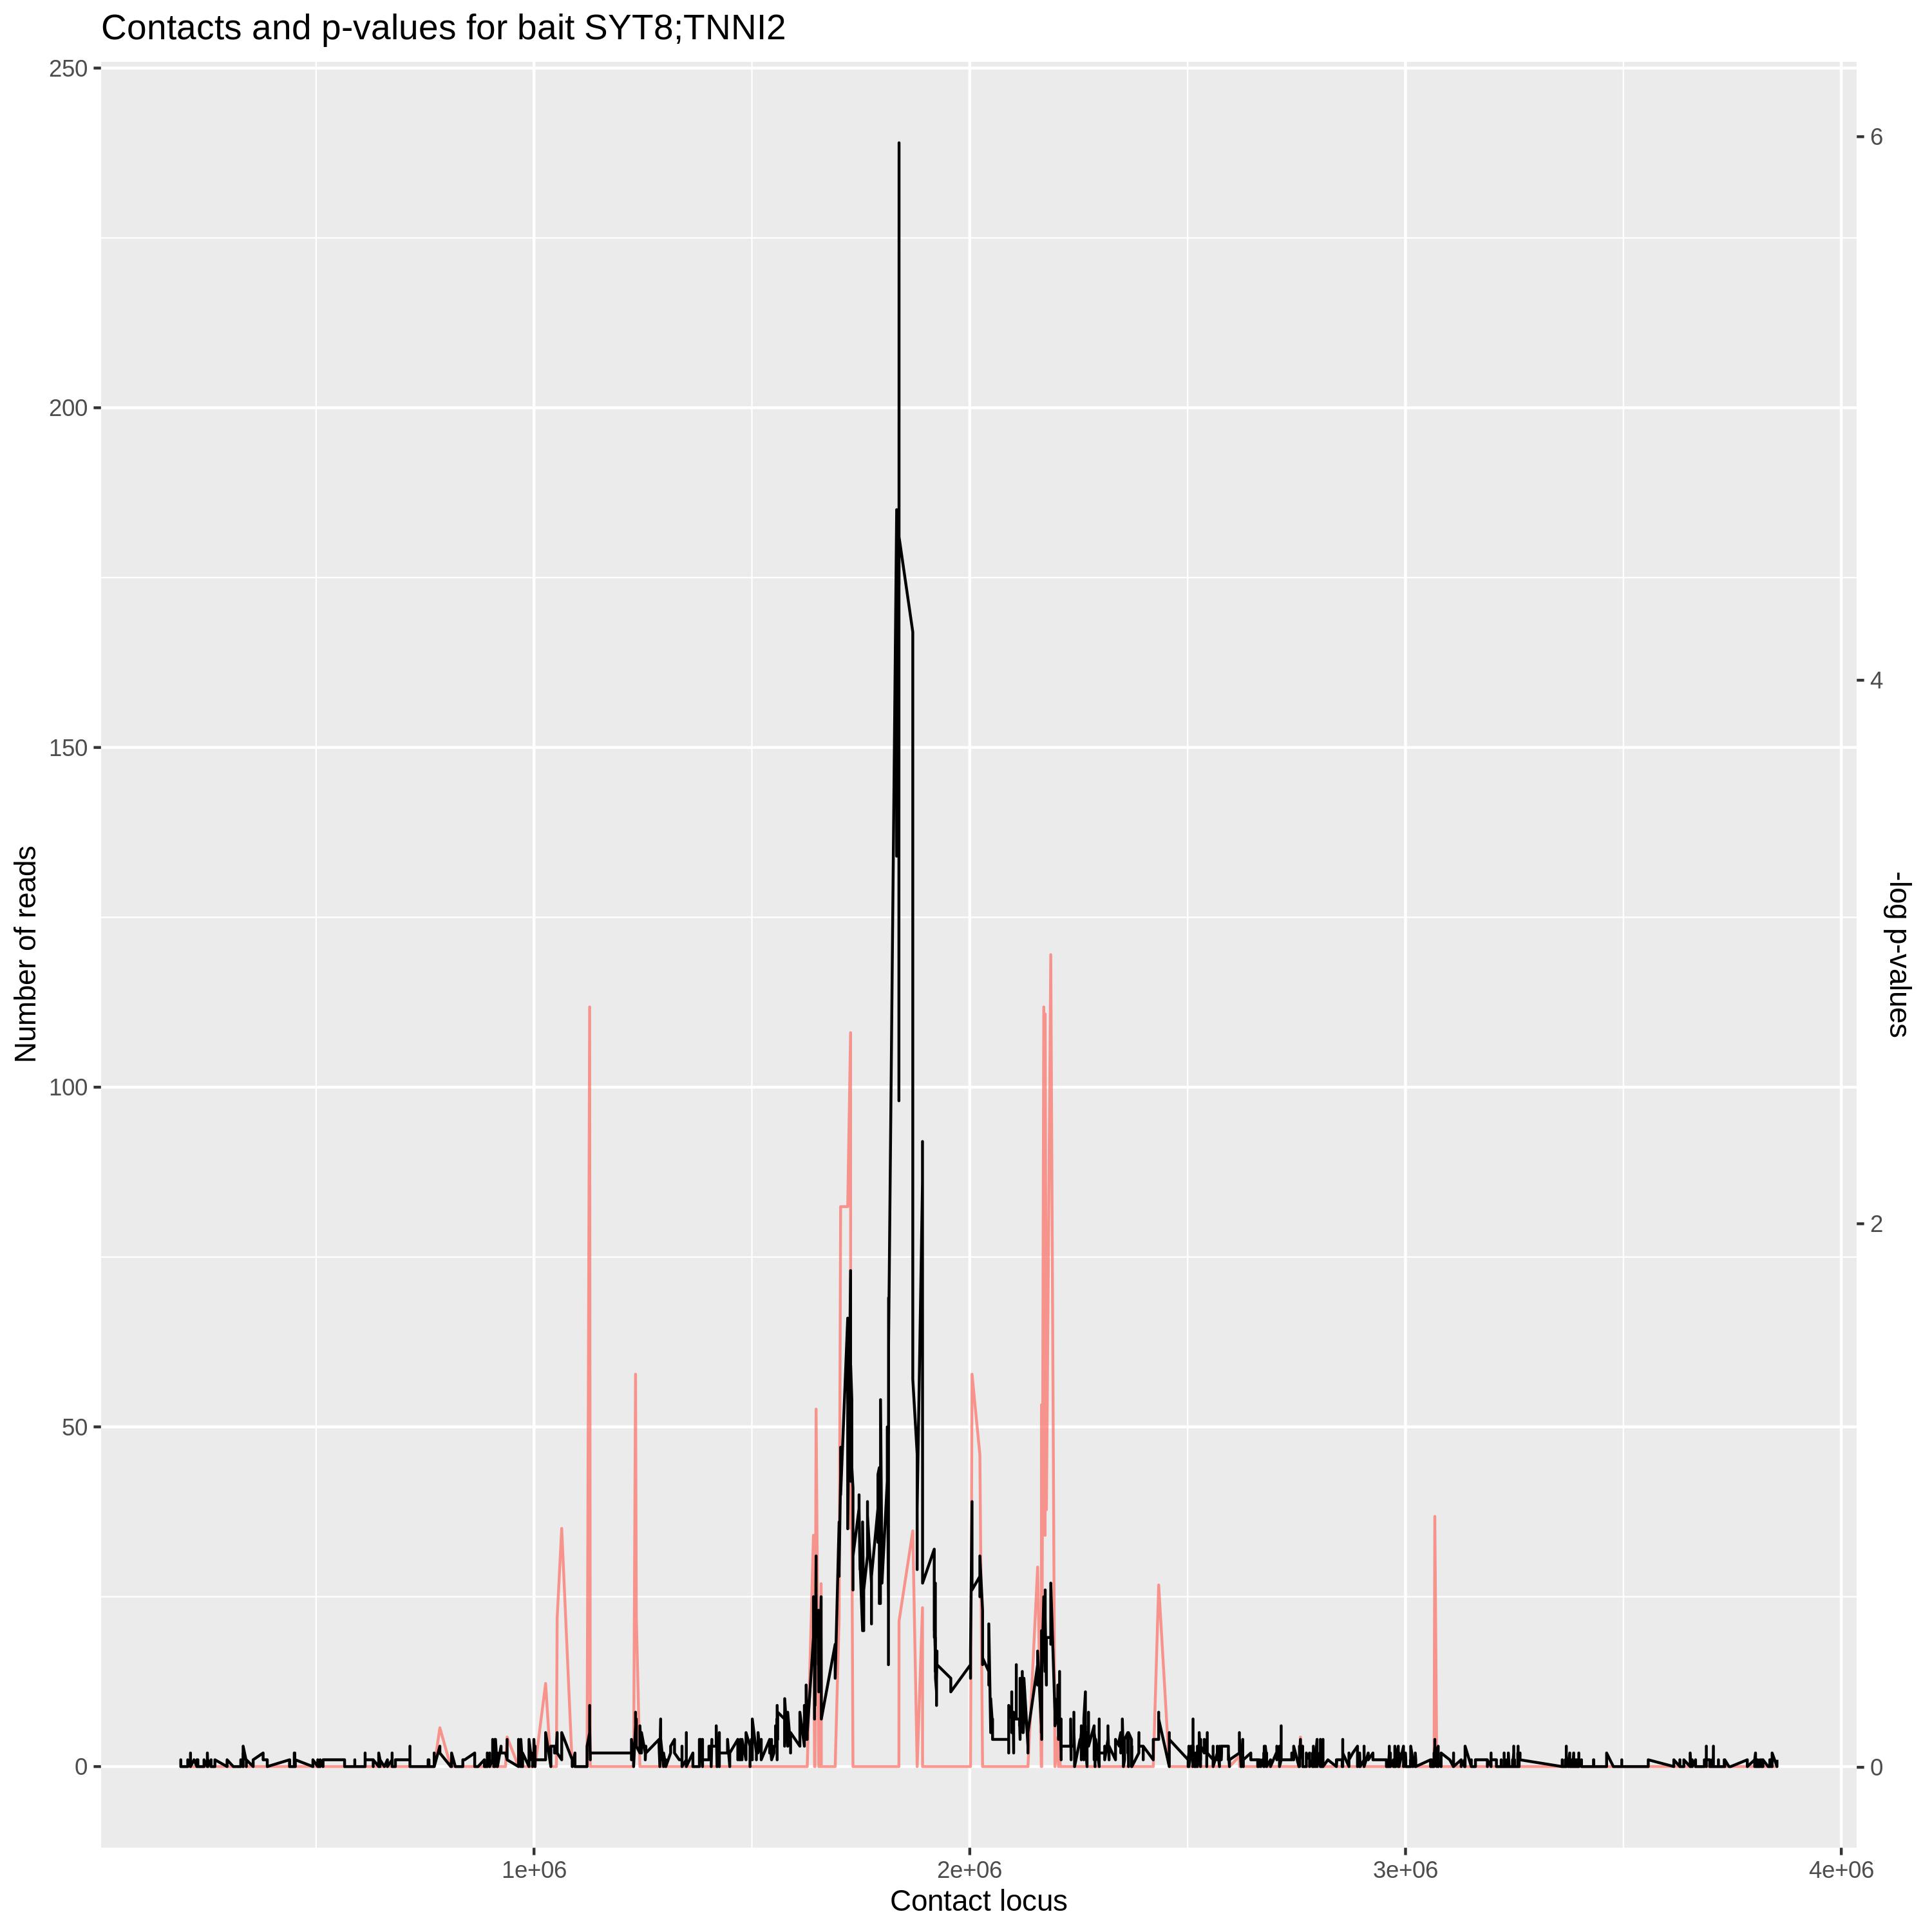 Contacts and p-values for bait SYT8;TNNI2
250
200
150
100
50
0
Number of reads
6
4
2
0
-log p-values
1e+06
2e+06
3e+06
4e+06
Contact locus